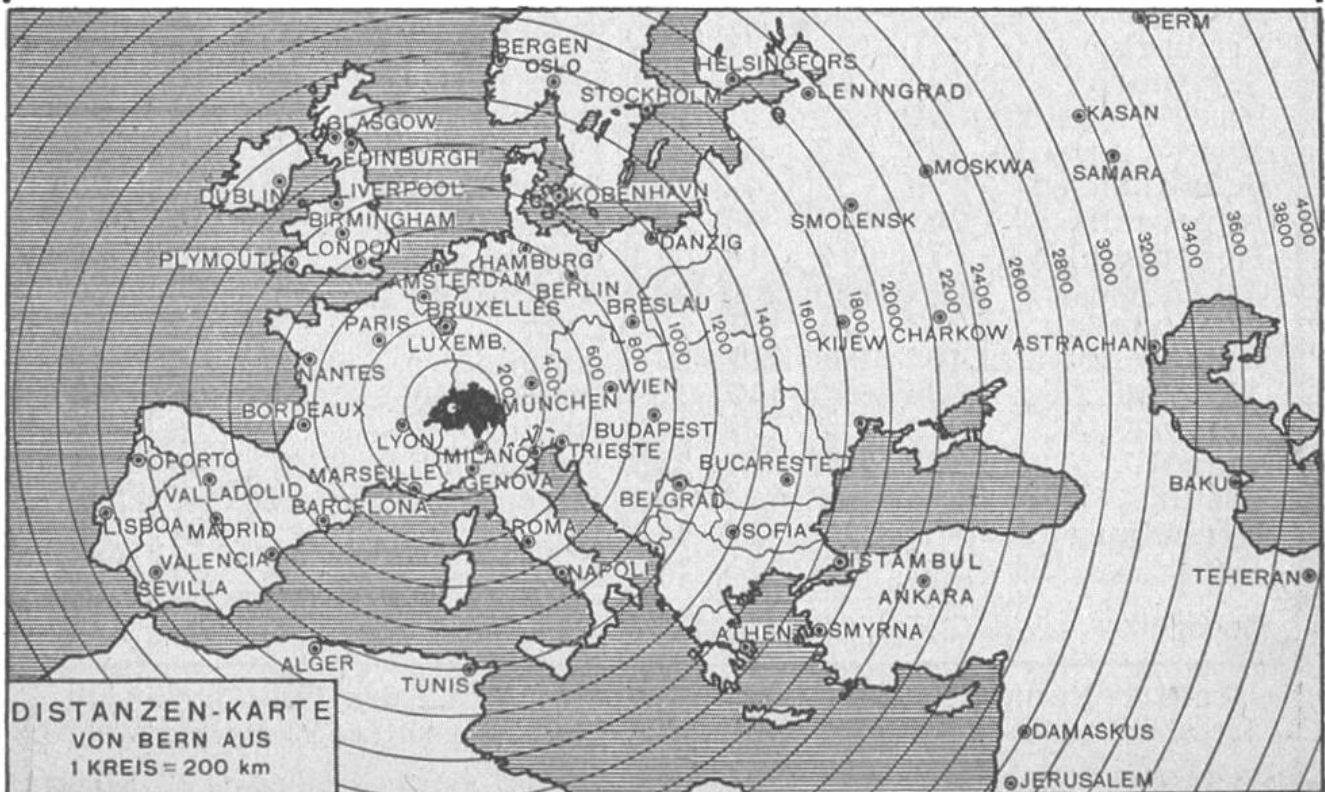 PERM
BERGEN
OSLO
HELSINGFORS
STOCKHOLM
LENINGRAD
KASAN
GLASGOW
EDINBURGH
MOSKWA
SAMARA
DUBLIN
LIVERPOOL
KÖBENHAVN
BIRMINGHAM
SMOLENSK
LONDON
DANZIG
PLYMOUTH
HAMBURG
AMSTERDAM
BERLIN
BRUXELLES
BRESLAU
PARIS
LUXEMB.
KIJEW
CHARKOW
ASTRACHAN
NANTES
WIEN
MÜNCHEN
BORDEAUX
LYON
BUDAPEST
MILANO
TRIESTE
OPORTO
MARSEILLE
GENOVA
BUCARESTE
VALLADOLID
BELGRAD
BAKU
BARCELONA
LISBOA
MADRID
ROMA
SOFIA
VALENCIA
ISTAMBUL
SEVILLA
NAPOLI
ANKARA
TEHERAN
ATHEN
SMYRNA
ALGER
TUNIS
DAMASKUS
JERUSALEM
200
400
600
800
1000
1200
1400
1600
1800
2000
2200
2400
2600
2800
3000
3200
3400
3600
3800
4000
DISTANZEN-KARTE
VON BERN AUS
1 KREIS = 200 km